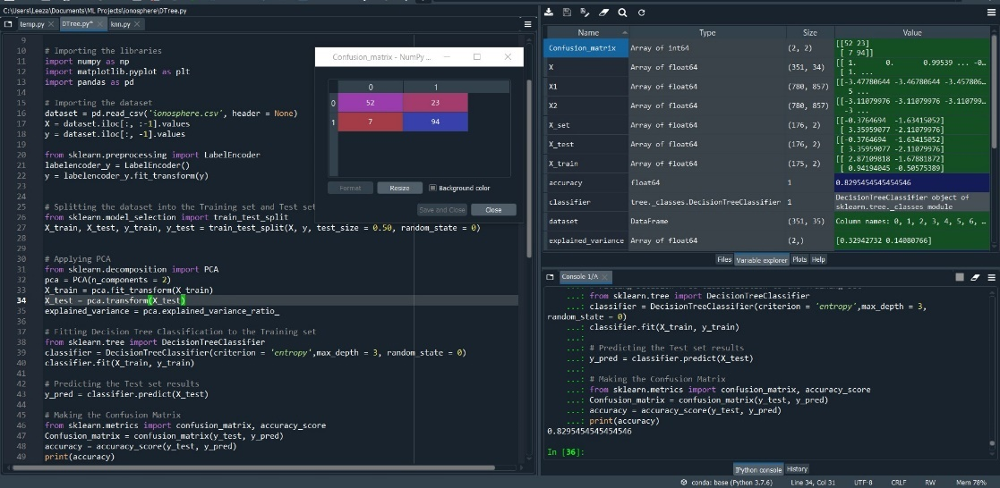 C:\Users\Leeza\Documents\ML Projects\ionosphere\DTree.py
temp.py
DTree.py*
knn.py
9
10 # Importing the libraries
11 import numpy as np
12 import matplotlib.pyplot as plt
13 import pandas as pd
14
15 # Importing the dataset
16 dataset = pd.read_csv('ionosphere.csv', header = None)
17 X = dataset.iloc[:, :-1].values
18 y = dataset.iloc[:, -1].values
19
20 from sklearn.preprocessing import LabelEncoder
21 labelencoder_y = LabelEncoder()
22 y = labelencoder_y.fit_transform(y)
23
24
25 # Splitting the dataset into the Training set and Test set
26 from sklearn.model_selection import train_test_split
27 X_train, X_test, y_train, y_test = train_test_split(X, y, test_size = 0.50, random_state = 0)
28
29
30 # Applying PCA
31 from sklearn.decomposition import PCA
32 pca = PCA(n_components = 2)
33 X_train = pca.fit_transform(X_train)
34 X_test = pca.transform(X_test)
35 explained_variance = pca.explained_variance_ratio_
36
37 # Fitting Decision Tree Classification to the Training set
38 from sklearn.tree import DecisionTreeClassifier
39 classifier = DecisionTreeClassifier(criterion = 'entropy',max_depth = 3, random_state = 0)
40 classifier.fit(X_train, y_train)
41
42 # Predicting the Test set results
43 y_pred = classifier.predict(X_test)
44
45 # Making the Confusion Matrix
46 from sklearn.metrics import confusion_matrix, accuracy_score
47 Confusion_matrix = confusion_matrix(y_test, y_pred)
48 accuracy = accuracy_score(y_test, y_pred)
49 print(accuracy)
Confusion_matrix - NumPy ...
0 1
0 52 23
1 7 94
Format Resize Background color
Save and Close Close
Name Type Size Value
Confusion_matrix Array of int64 (2, 2) [[52 23]
[ 7 94]]
X Array of float64 (351, 34) [[ 1. 0. 0.99539 ... -0…
[ 1. ...
X1 Array of float64 (780, 857) [[-3.47780644 -3.46780644 -3.457806…
5 ...
X2 Array of float64 (780, 857) [[-3.11079976 -3.11079976 -3.110799…
-3 ...
X_set Array of float64 (176, 2) [[-0.3764694 -1.63415052]
[ 3.35959077 -2.11079976]
X_test Array of float64 (176, 2) [[-0.3764694 -1.63415052]
[ 3.35959077 -2.11079976]
X_train Array of float64 (175, 2) [[ 2.87109818 -1.67881872]
[ 0.94194045 -0.50575389]
accuracy float64 1 0.8295454545454546
classifier tree._classes.DecisionTreeClassifier 1 DecisionTreeClassifier object of
sklearn.tree._classes module
dataset DataFrame (351, 35) Column names: 0, 1, 2, 3, 4, 5, 6, …
explained_variance Array of float64 (2,) [0.32942732 0.14080766]
Files Variable explorer Plots Help
Console 1/A
...: from sklearn.tree import DecisionTreeClassifier
...: classifier = DecisionTreeClassifier(criterion = 'entropy',max_depth = 3,
random_state = 0)
...: classifier.fit(X_train, y_train)
...:
...: # Predicting the Test set results
...: y_pred = classifier.predict(X_test)
...:
...: # Making the Confusion Matrix
...: from sklearn.metrics import confusion_matrix, accuracy_score
...: Confusion_matrix = confusion_matrix(y_test, y_pred)
...: accuracy = accuracy_score(y_test, y_pred)
...: print(accuracy)
0.8295454545454546
In [36]:
IPython console History
conda: base (Python 3.7.6) Line 34, Col 31 UTF-8 CRLF RW Mem 78%